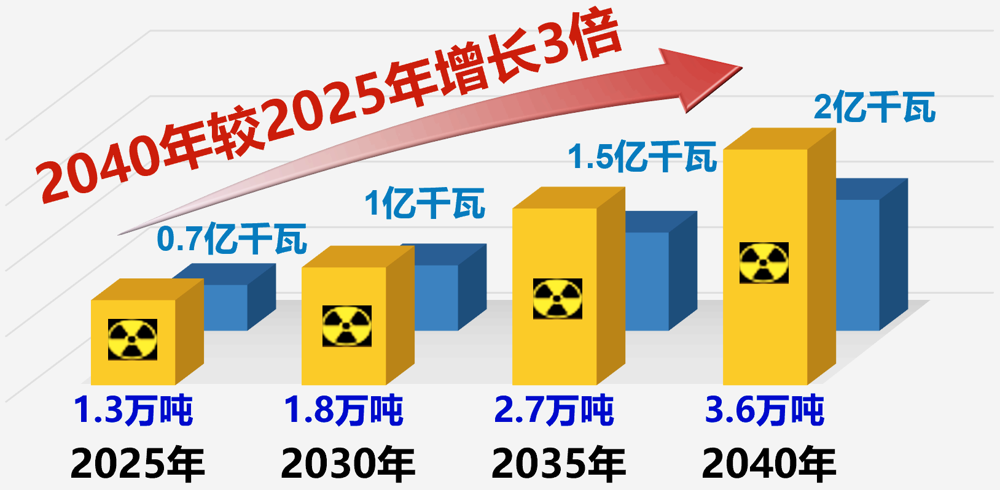 2040年较2025年增长3倍
0.7亿千瓦
1亿千瓦
1.5亿千瓦
2亿千瓦
1.3万吨
1.8万吨
2.7万吨
3.6万吨
2025年
2030年
2035年
2040年